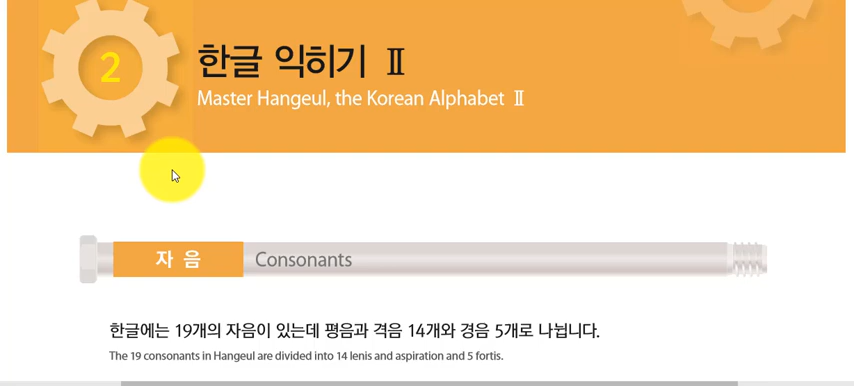 2
한글 익히기 Ⅱ
Master Hangeul, the Korean Alphabet Ⅱ
자 음
Consonants
한글에는 19개의 자음이 있는데 평음과 격음 14개와 경음 5개로 나뉩니다.
The 19 consonants in Hangeul are divided into 14 lenis and aspiration and 5 fortis.